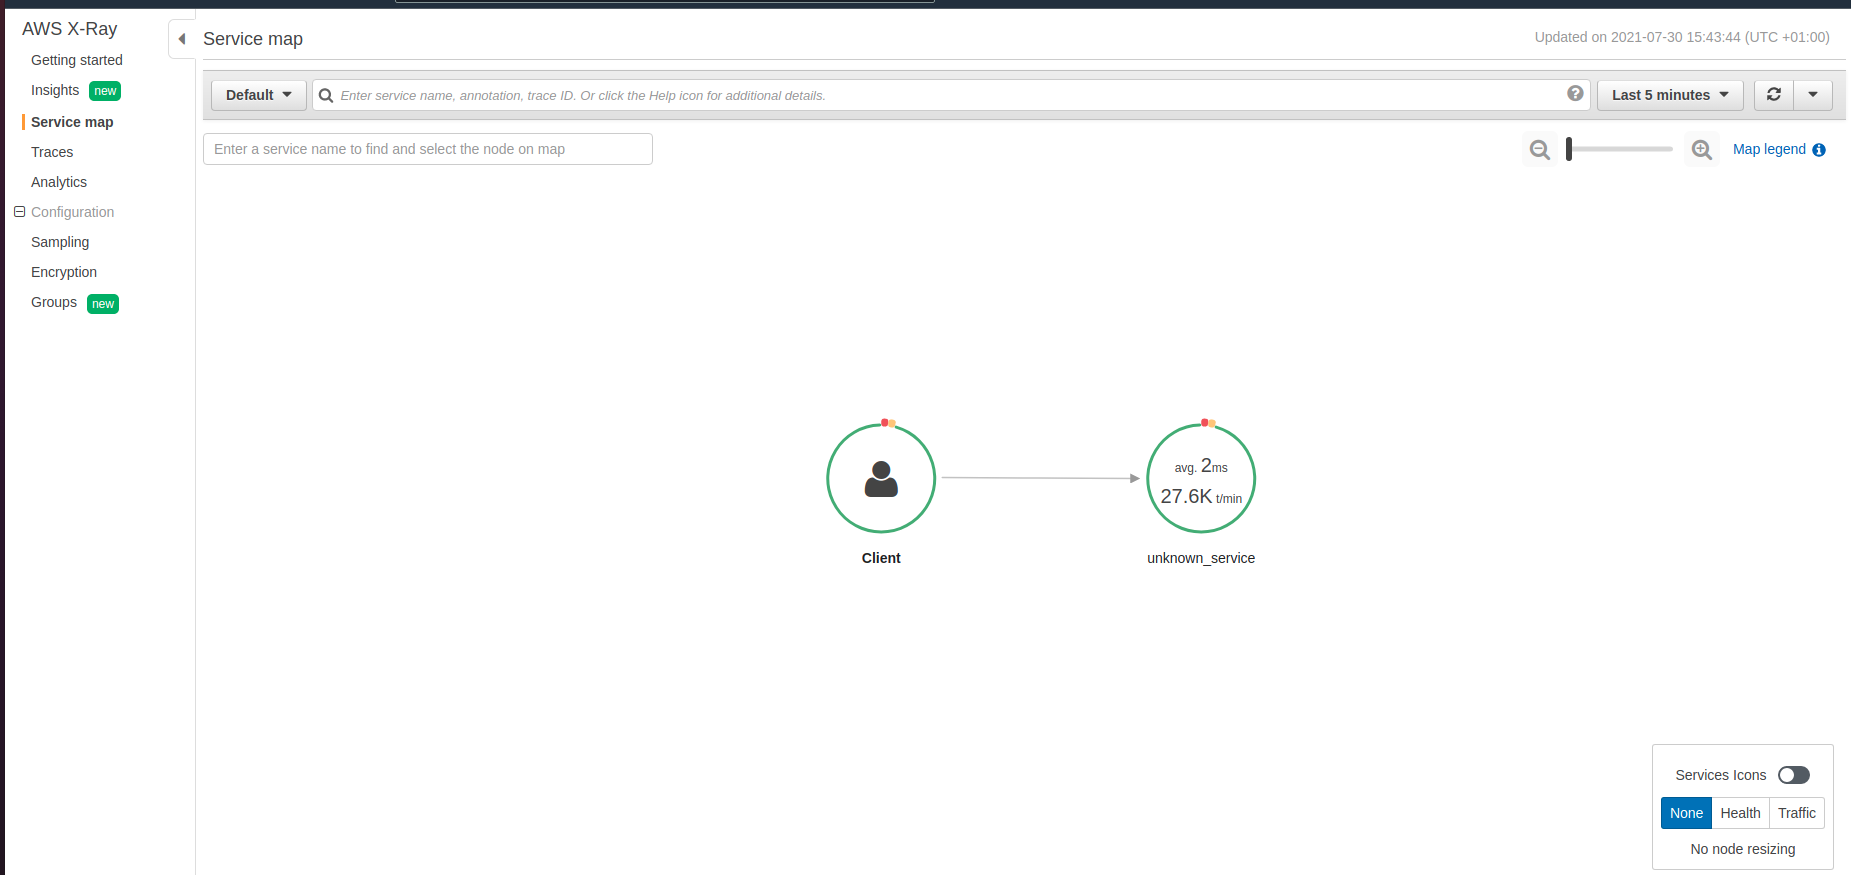 AWS X-Ray
Getting started
Insights new
Service map
Traces
Analytics
Configuration
Sampling
Encryption
Groups new
Service map
Updated on 2021-07-30 15:43:44 (UTC +01:00)
Default
Enter service name, annotation, trace ID. Or click the Help icon for additional details.
Last 5 minutes
Enter a service name to find and select the node on map
Map legend
Client
avg. 2ms
27.6K t/min
unknown_service
Services Icons
None Health Traffic
No node resizing